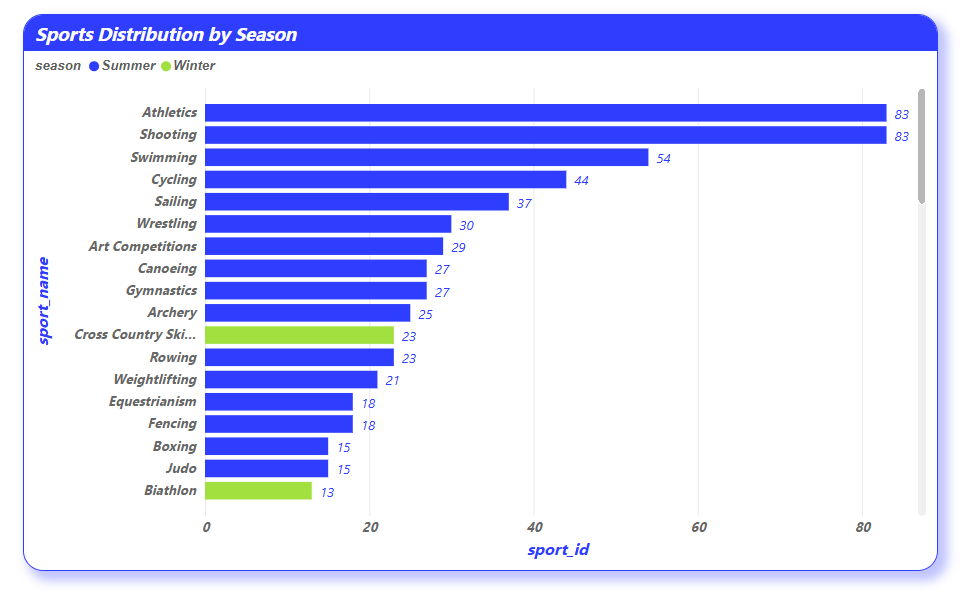 Sports Distribution by Season
season Summer Winter
Athletics 83
Shooting 83
Swimming 54
Cycling 44
Sailing 37
Wrestling 30
Art Competitions 29
Canoeing 27
Gymnastics 27
Archery 25
Cross Country Ski... 23
Rowing 23
Weightlifting 21
Equestrianism 18
Fencing 18
Boxing 15
Judo 15
Biathlon 13
sport_name
0 20 40 60 80
sport_id